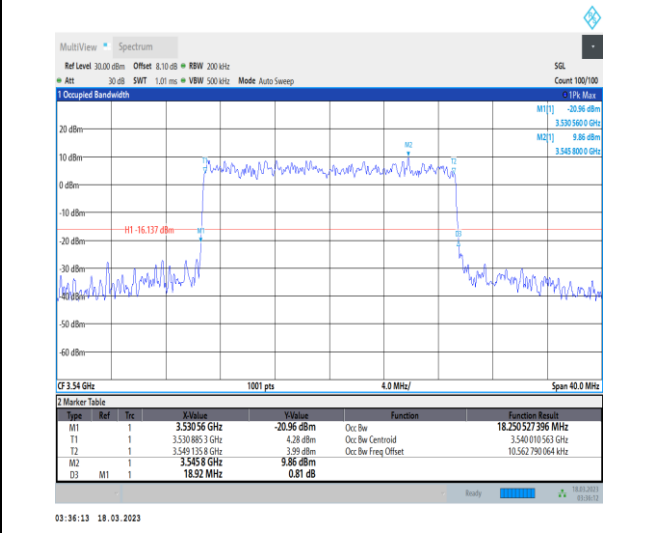 MultiView Spectrum
Ref Level 30.00 dBm Offset 8.10 dB RBW 200 kHz SGL
Att 30 dB SWT 1.01 ms VBW 500 kHz Mode Auto Sweep Count 100/100
1 Occupied Bandwidth 1Pk Max
M1[1] -20.96 dBm
3.530 560 0 GHz
M2[1] 9.86 dBm
3.545 800 0 GHz
20 dBm
M2
10 dBm
T1 T2
0 dBm
-10 dBm
H1 -16.137 dBm M1
D3
-20 dBm
-30 dBm
-40 dBm
-50 dBm
-60 dBm
CF 3.54 GHz 1001 pts 4.0 MHz/ Span 40.0 MHz
2 Marker Table
Type Ref Trc X-Value Y-Value Function Function Result
M1 1 3.530 56 GHz -20.96 dBm Occ Bw 18.250 527 396 MHz
T1 1 3.530 885 3 GHz 4.28 dBm Occ Bw Centroid 3.540 010 563 GHz
T2 1 3.549 135 8 GHz 3.99 dBm Occ Bw Freq Offset 10.562 790 064 kHz
M2 1 3.545 8 GHz 9.86 dBm
D3 M1 1 18.92 MHz 0.81 dB
Ready 18.03.2023
03:36:12
03:36:13 18.03.2023